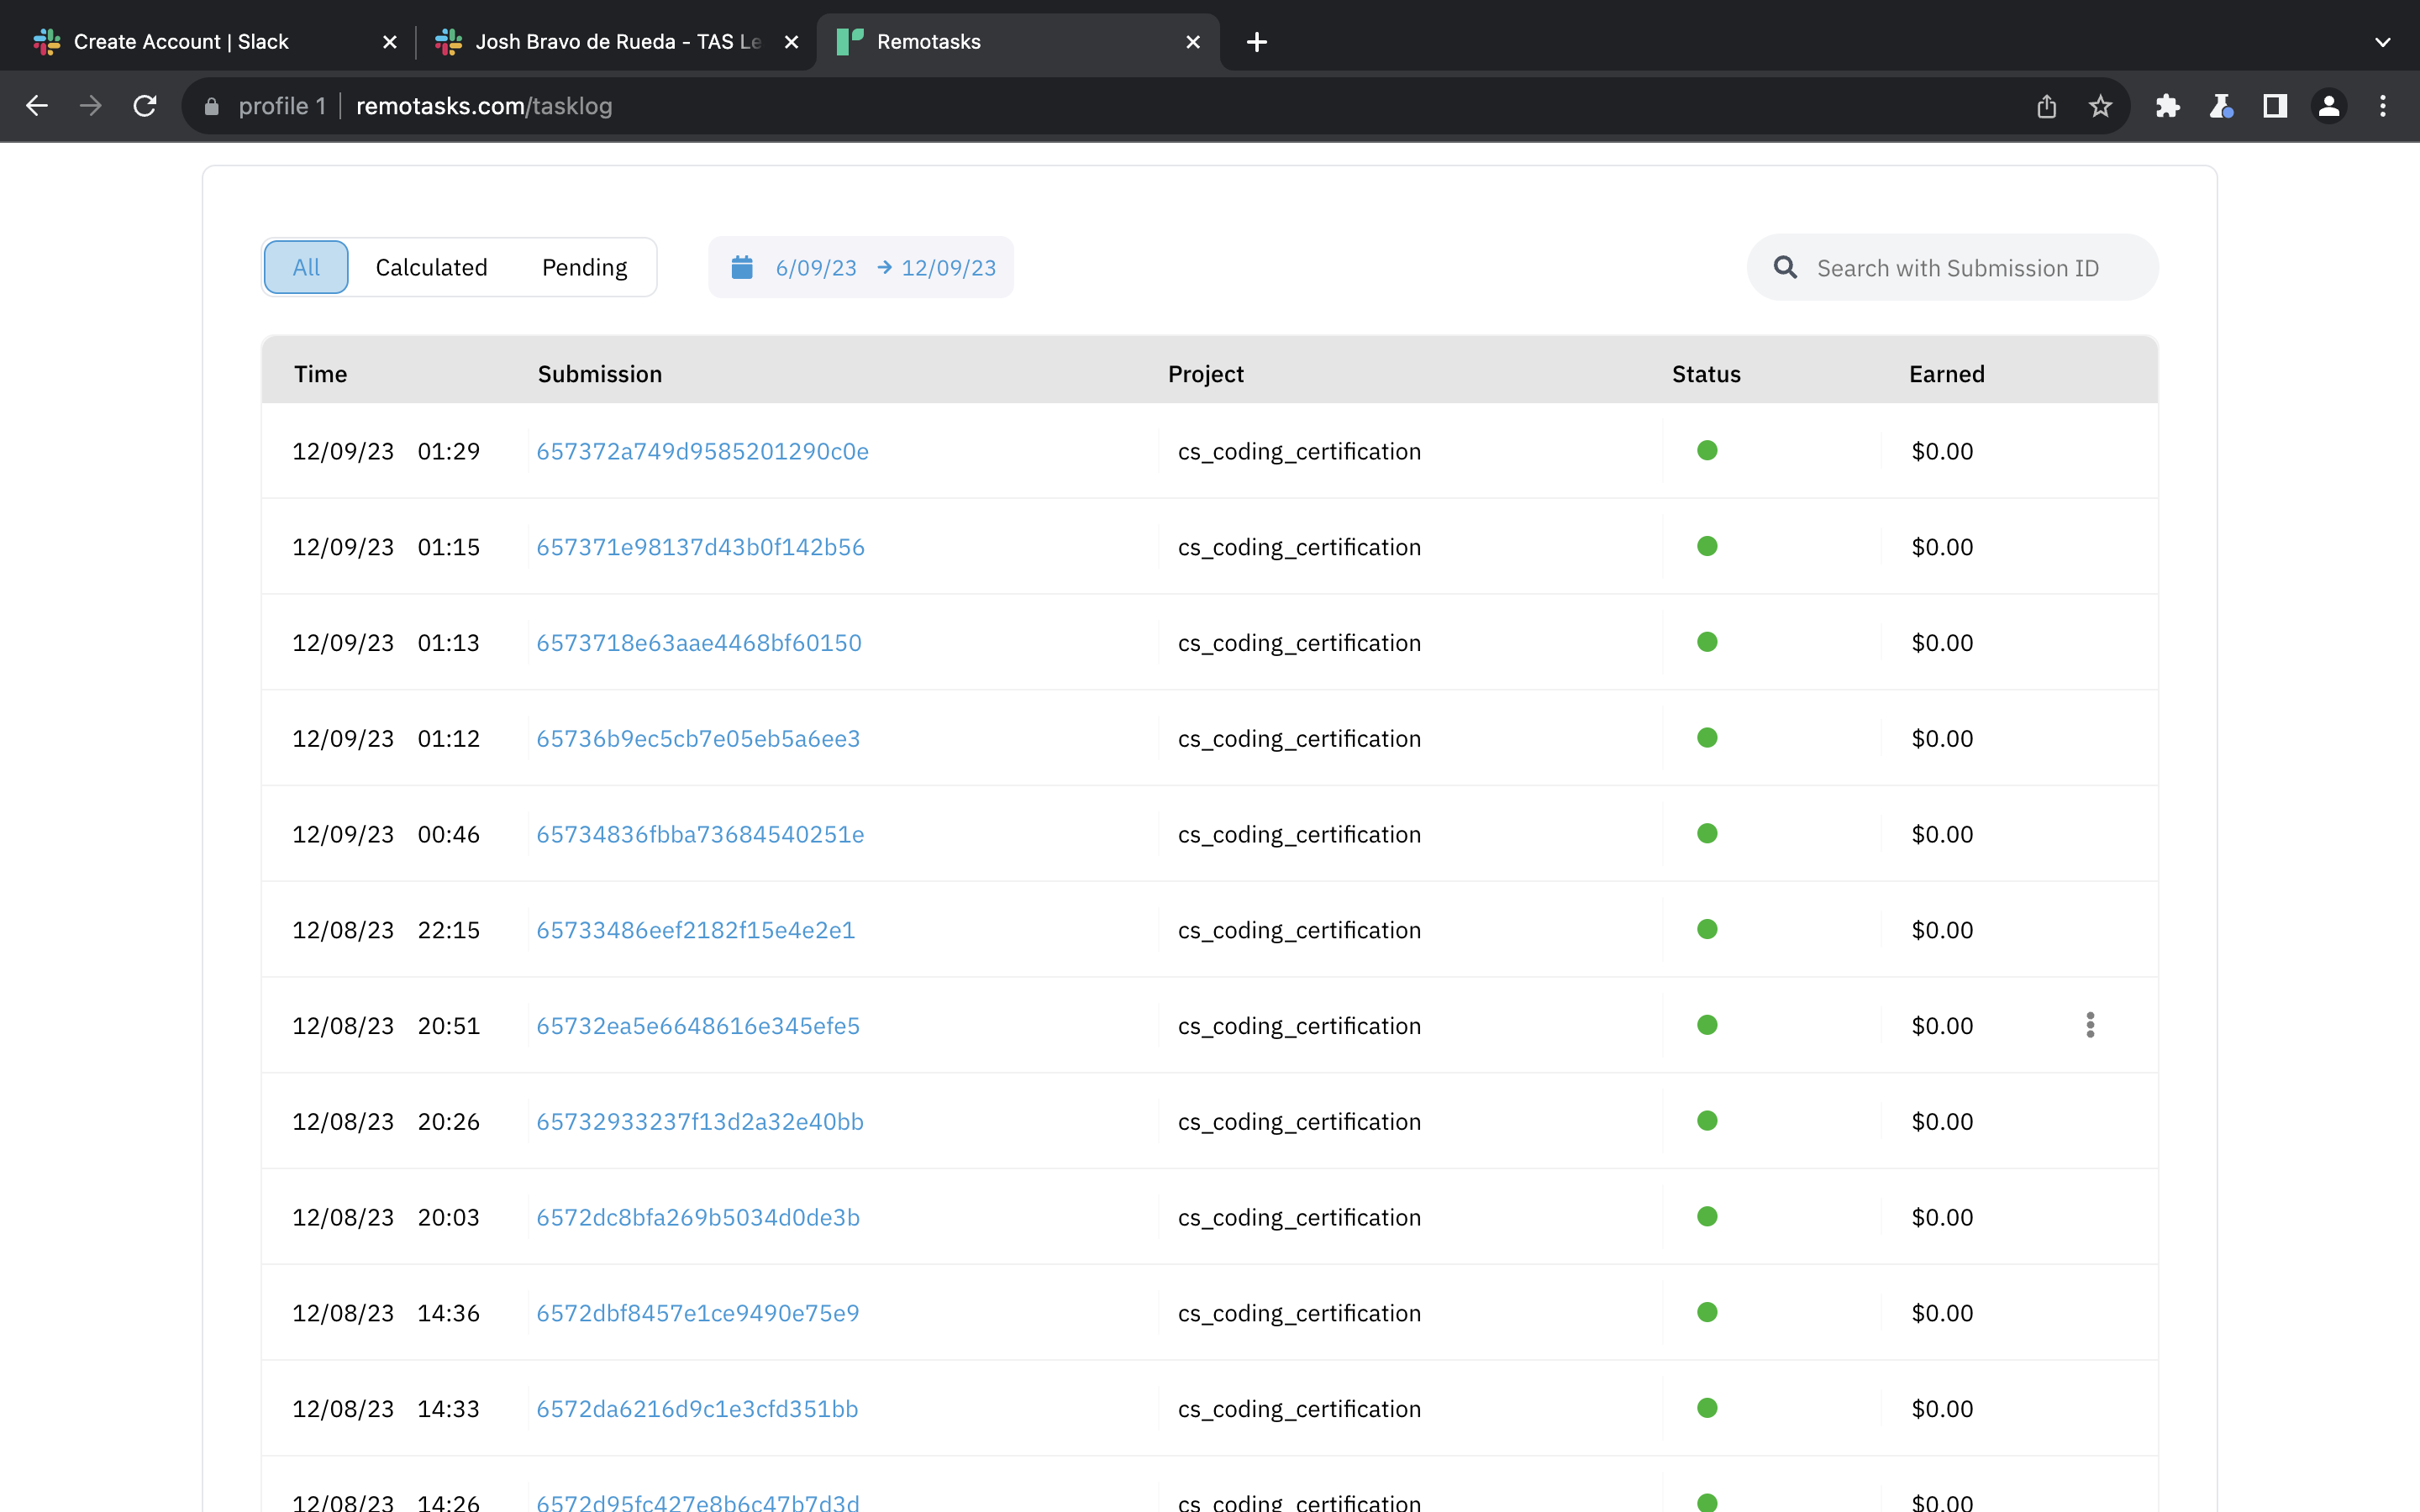 Create Account | Slack
Josh Bravo de Rueda - TAS Le
Remotasks
profile 1 remotasks.com/tasklog
All Calculated Pending 6/09/23 → 12/09/23 Search with Submission ID
Time Submission Project Status Earned
12/09/23 01:29 657372a749d9585201290c0e cs_coding_certification $0.00
12/09/23 01:15 657371e98137d43b0f142b56 cs_coding_certification $0.00
12/09/23 01:13 6573718e63aae4468bf60150 cs_coding_certification $0.00
12/09/23 01:12 65736b9ec5cb7e05eb5a6ee3 cs_coding_certification $0.00
12/09/23 00:46 65734836fbba73684540251e cs_coding_certification $0.00
12/08/23 22:15 65733486eef2182f15e4e2e1 cs_coding_certification $0.00
12/08/23 20:51 65732ea5e6648616e345efe5 cs_coding_certification $0.00
12/08/23 20:26 65732933237f13d2a32e40bb cs_coding_certification $0.00
12/08/23 20:03 6572dc8bfa269b5034d0de3b cs_coding_certification $0.00
12/08/23 14:36 6572dbf8457e1ce9490e75e9 cs_coding_certification $0.00
12/08/23 14:33 6572da6216d9c1e3cfd351bb cs_coding_certification $0.00
12/08/23 14:26 6572d95fc427e8b6c47b7d3d cs_coding_certification $0.00